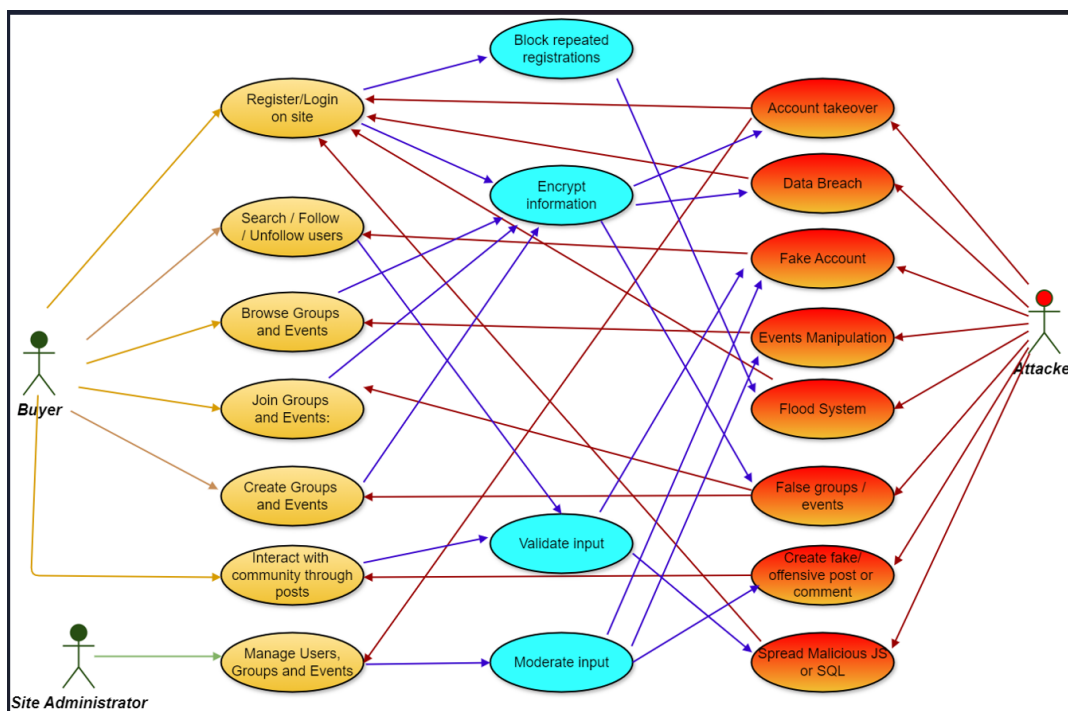 Block repeated
registrations
Register/Login
on site
Account takeover
Encrypt
information
Data Breach
Search / Follow
/ Unfollow users
Fake Account
Browse Groups
and Events
Events Manipulation
Buyer
Attacke
Join Groups
and Events:
Flood System
Create Groups
and Events
False groups /
events
Validate input
Interact with
community through
posts
Create fake/
offensive post or
comment
Site Administrator
Manage Users,
Groups and Events
Moderate input
Spread Malicious JS
or SQL